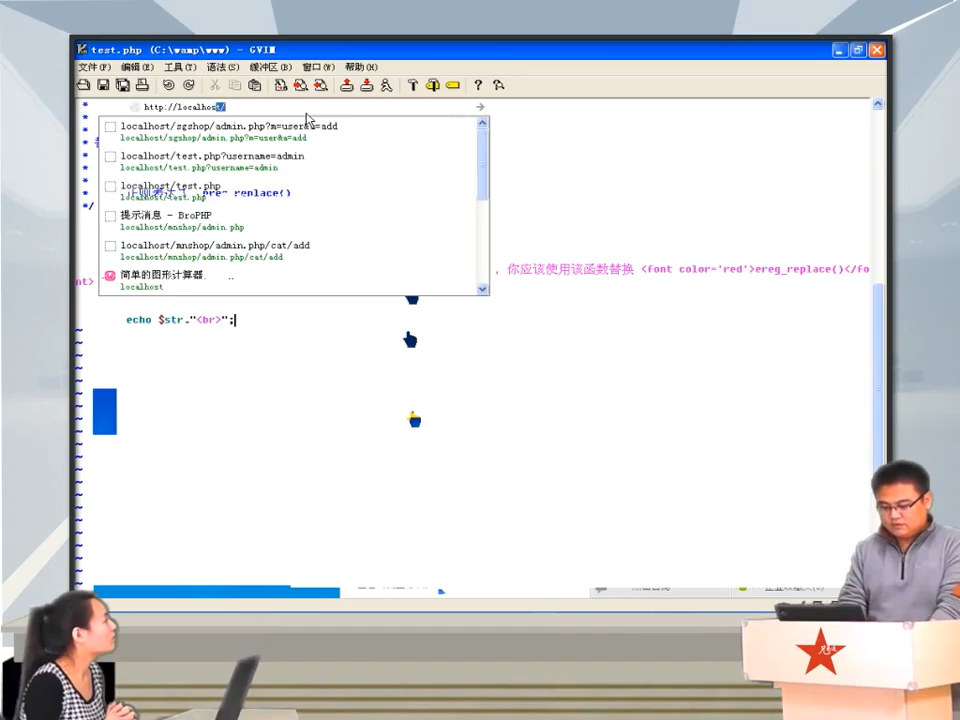 test.php (C:\wamp\www) - GVIM
文件(F) 编辑(E) 工具(T) 语法(S) 缓冲区(B) 窗口(W) 帮助(H)
*
http://localhos
*
localhost/sgshop/admin.php?m=user&a=add
localhost/sgshop/admin.php?m=user&a=add
localhost/test.php?username=admin
localhost/test.php?username=admin
localhost/test.php
localhost/test.php
ereg_replace()
*/
提示消息 - BroPHP
localhost/mnshop/admin.php
localhost/mnshop/admin.php/cat/add
localhost/mnshop/admin.php/cat/add
，你应该使用该函数替换 <font color='red'>ereg_replace()</fo
nt>
简单的图形计算器
localhost
echo $str."<br>";